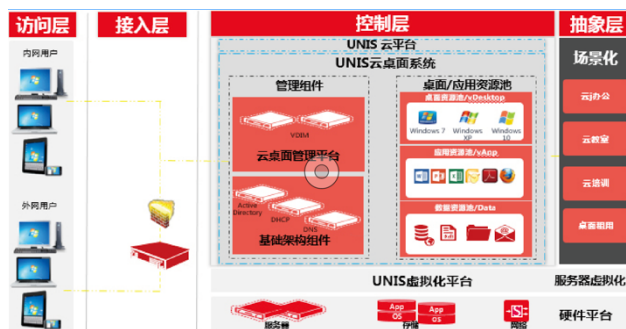 访问层
接入层
控制层
抽象层
内网用户
外网用户
UNIS 云平台
UNIS云桌面系统
管理组件
VDIM
云桌面管理平台
Active Directory
DHCP
DNS
基础架构组件
桌面/应用资源池
桌面资源池/vDesktop
Windows 7
Windows XP
Windows 10
应用资源池/vApp
数据资源池/Data
场景化
云j办公
云教室
云培训
桌面租用
UNIS虚拟化平台
服务器虚拟化
服务器
App
OS
App
OS
存储
网络
硬件平台